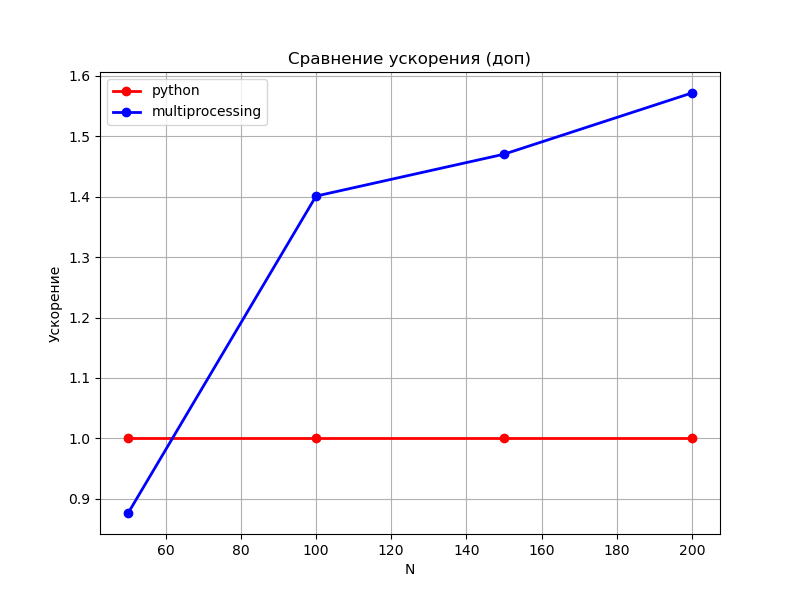 Сравнение ускорения (доп)
python
multiprocessing
1.6
1.5
1.4
1.3
1.2
1.1
1.0
0.9
Ускорение
60 80 100 120 140 160 180 200
N